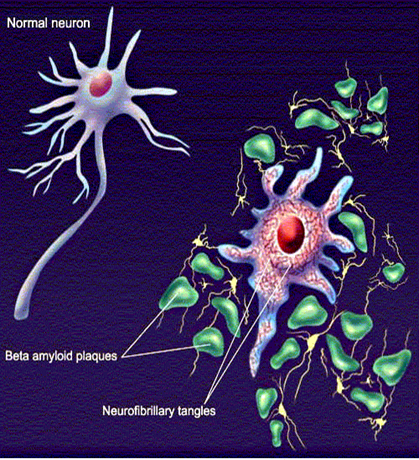 Normal neuron
Beta amyloid plaques
Neurofibrillary tangles